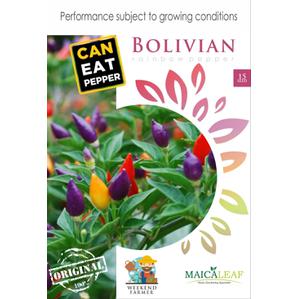 Performance subject to growing conditions
CAN
EAT
PEPPER
BOLIVIAN
rainbow pepper
15
ORIGINAL
WEEKEND
FARMER
MAICALEAF